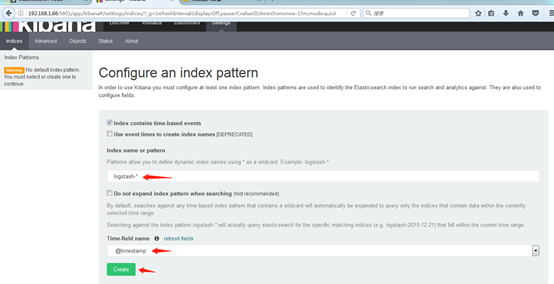 192.168.1.66:5601/app/kibana#/settings/indices/?_g=(refreshInterval:(display:Off,pause:!f,value:0),time:(from:now-15m,mode:quick
搜索
kibana
Discover
Visualize
Dashboard
Settings
Indices Advanced Objects Status About
Index Patterns
Warning No default index pattern. You must select or create one to continue.
Configure an index pattern
In order to use Kibana you must configure at least one index pattern. Index patterns are used to identify the Elasticsearch index to run search and analytics against. They are also used to
configure fields.
Index contains time-based events
Use event times to create index names [DEPRECATED]
Index name or pattern
Patterns allow you to define dynamic index names using * as a wildcard. Example: logstash-*
logstash-*
Do not expand index pattern when searching (Not recommended)
By default, searches against any time-based index pattern that contains a wildcard will automatically be expanded to query only the indices that contain data within the currently
selected time range.
Searching against the index pattern logstash-* will actually query elasticsearch for the specific matching indices (e.g. logstash-2015.12.21) that fall within the current time range.
Time-field name refresh fields
@timestamp
Create